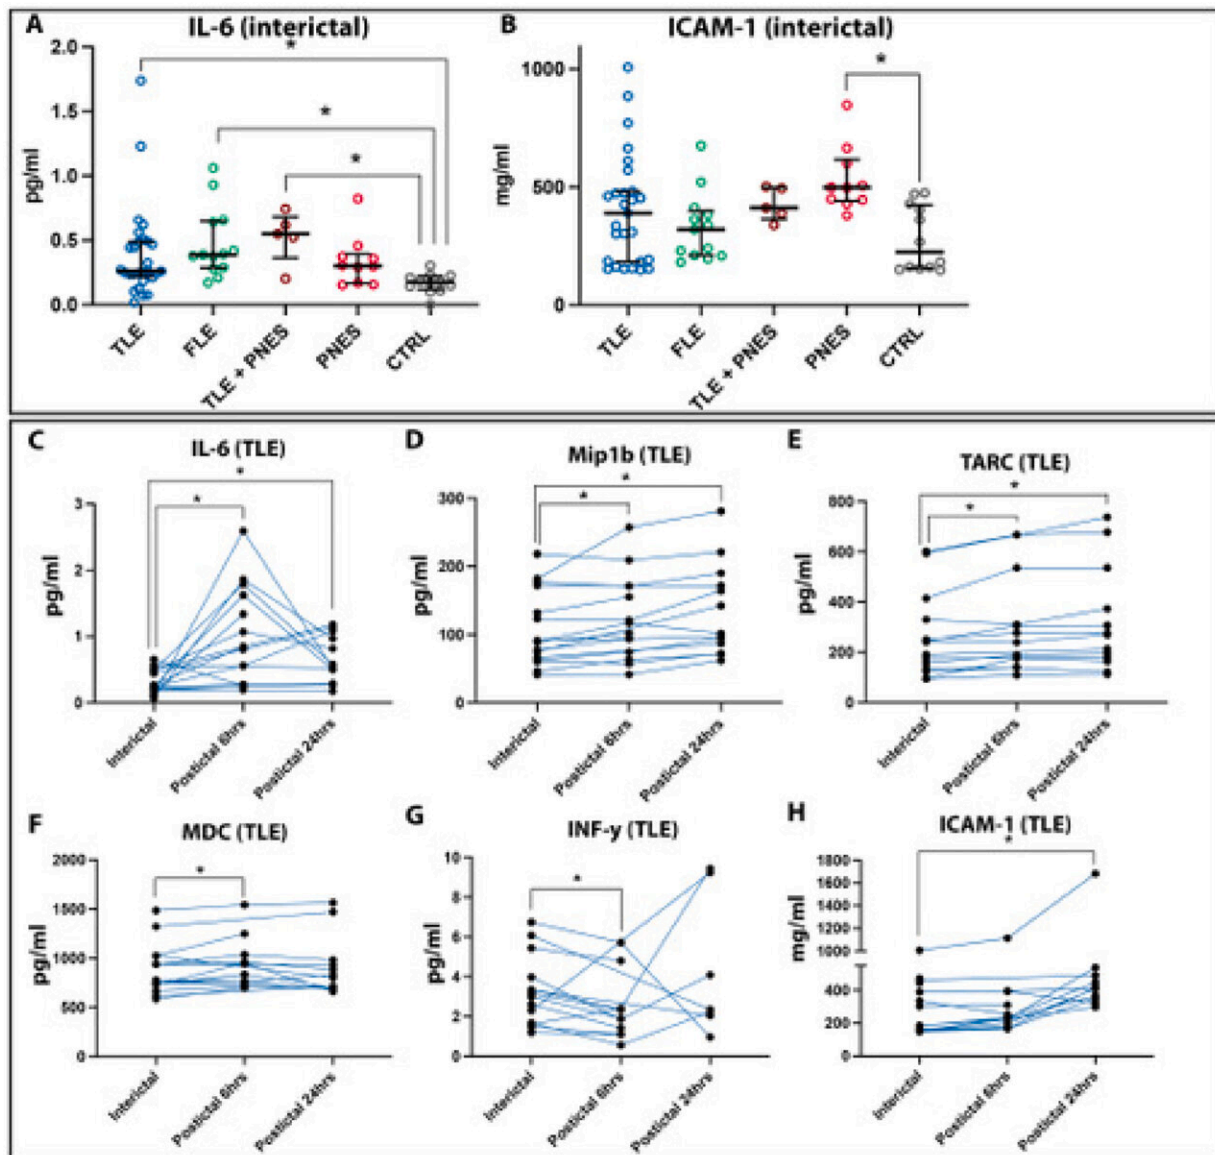 A
IL-6 (interictal)
B
ICAM-1 (interictal)
*
2.0
1.5
1.0
0.5
0.0
pg/ml
*
*
TLE
FLE
TLE + PNES
PNES
CTRL
1000
500
0
mg/ml
*
TLE
FLE
TLE + PNES
PNES
CTRL
C
IL-6 (TLE)
*
*
3
2
1
0
pg/ml
Interictal
Postictal 6hrs
Postictal 24hrs
D
Mip1b (TLE)
*
*
300
200
100
0
pg/ml
Interictal
Postictal 6hrs
Postictal 24hrs
E
TARC (TLE)
*
*
800
600
400
200
0
pg/ml
Interictal
Postictal 6hrs
Postictal 24hrs
F
MDC (TLE)
*
2000
1500
1000
500
0
pg/ml
Interictal
Postictal 6hrs
Postictal 24hrs
G
INF-y (TLE)
*
10
8
6
4
2
0
pg/ml
Interictal
Postictal 6hrs
Postictal 24hrs
H
ICAM-1 (TLE)
*
1800
1600
1400
1200
1000
400
200
0
mg/ml
Interictal
Postictal 6hrs
Postictal 24hrs